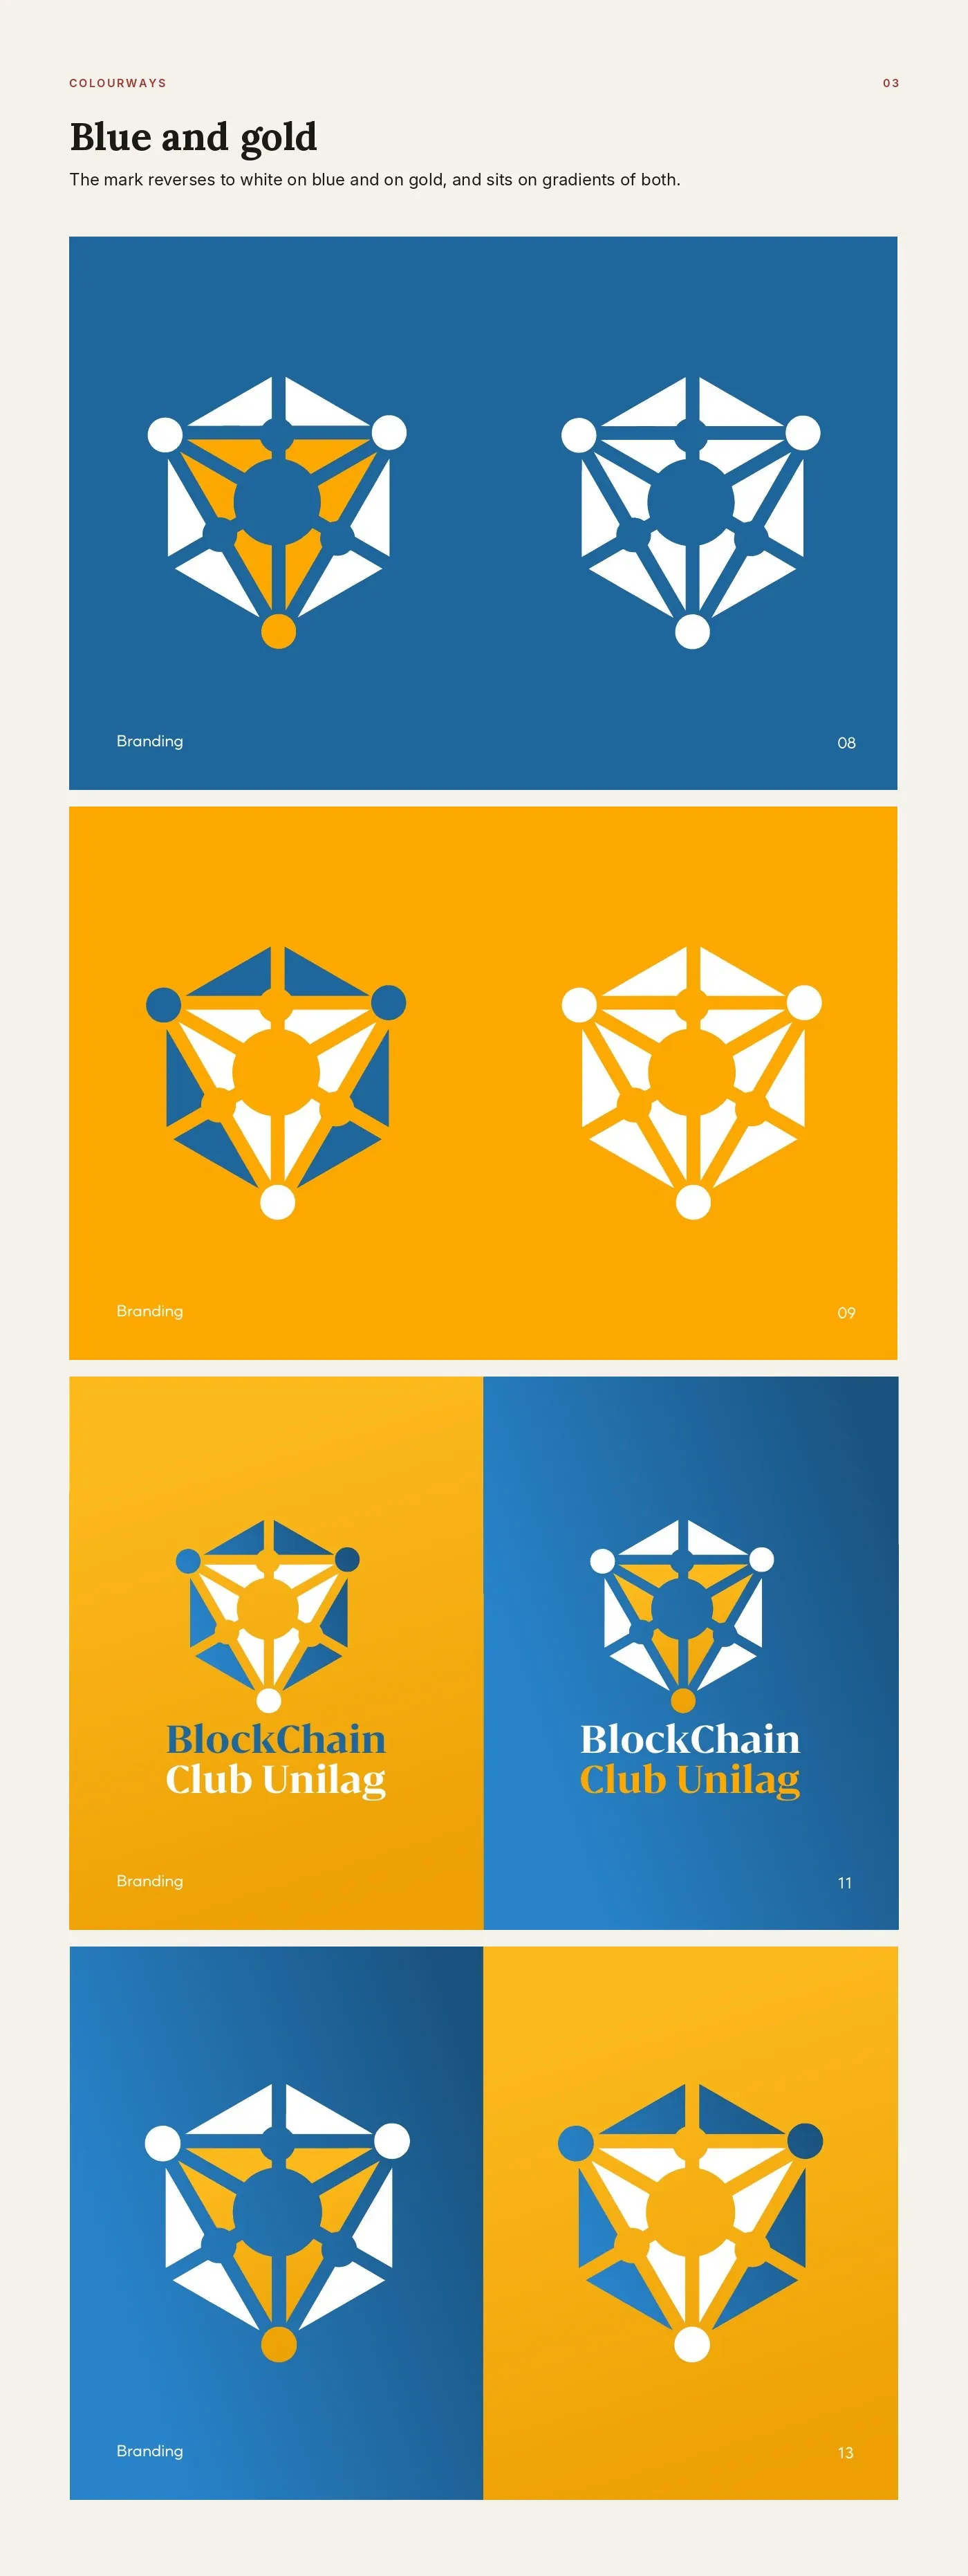 COLOURWAYS
03
Blue and gold
The mark reverses to white on blue and on gold, and sits on gradients of both.
Branding
08
Branding
09
BlockChain
Club Unilag
BlockChain
Club Unilag
Branding
11
Branding
13